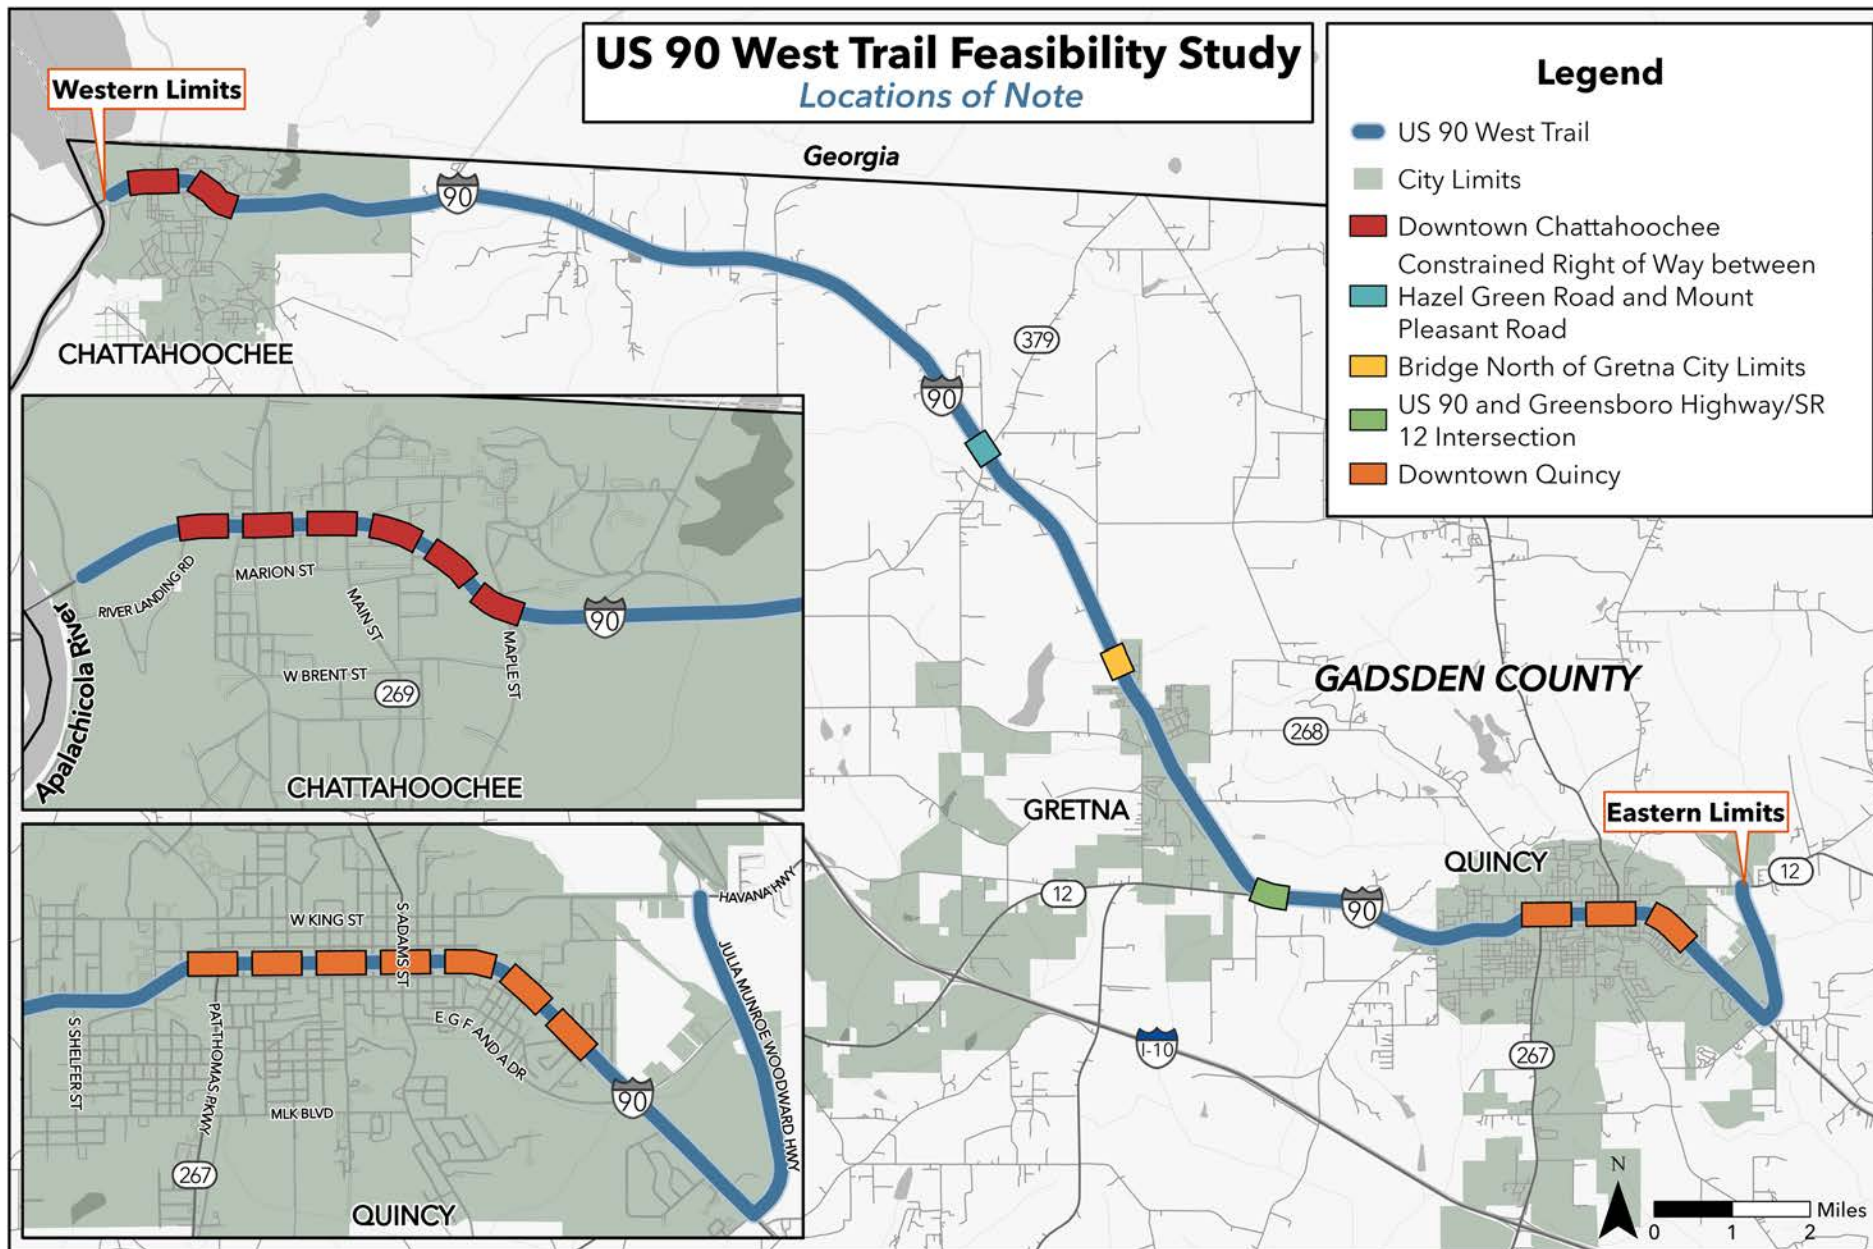 US 90 West Trail Feasibility Study
Locations of Note
Legend
US 90 West Trail
City Limits
Downtown Chattahoochee
Constrained Right of Way between
Hazel Green Road and Mount
Pleasant Road
Bridge North of Gretna City Limits
US 90 and Greensboro Highway/SR
12 Intersection
Downtown Quincy
Western Limits
Georgia
90
CHATTAHOOCHEE
379
90
GADSDEN COUNTY
268
GRETNA
12
90
QUINCY
Eastern Limits
12
I-10
267
N
Miles
0
1
2
RIVER LANDING RD
MARION ST
MAIN ST
W BRENT ST
269
MAPLE ST
90
Apalachicola River
CHATTAHOOCHEE
HAVANA HWY
W KING ST
S ADAMS ST
JULIA MUNROE WOODWARD HWY
S SHELFER ST
PAT THOMAS PKWY
E G F AND A DR
90
MLK BLVD
267
QUINCY